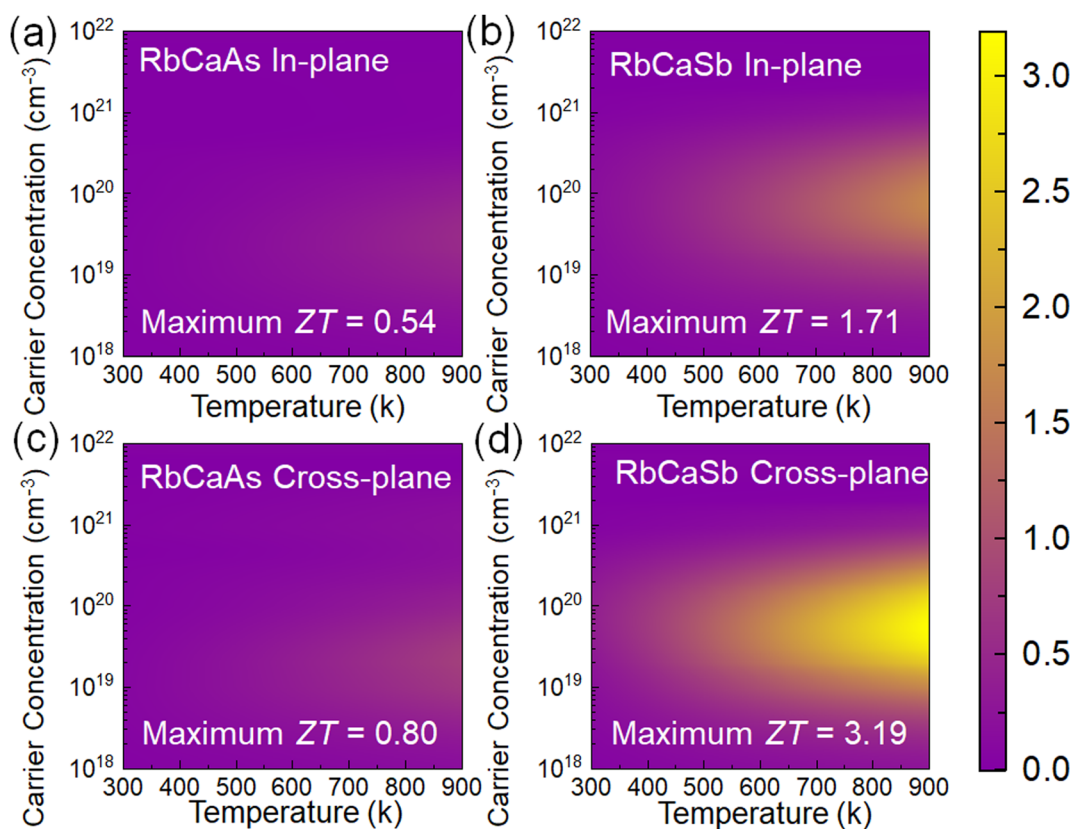 (a)
RbCaAs In-plane
Maximum ZT = 0.54
Carrier Concentration (cm⁻³)
10²²
10²¹
10²⁰
10¹⁹
10¹⁸
300 400 500 600 700 800 900
Temperature (k)
(b)
RbCaSb In-plane
Maximum ZT = 1.71
Carrier Concentration (cm⁻³)
10²²
10²¹
10²⁰
10¹⁹
10¹⁸
300 400 500 600 700 800 900
Temperature (k)
(c)
RbCaAs Cross-plane
Maximum ZT = 0.80
Carrier Concentration (cm⁻³)
10²²
10²¹
10²⁰
10¹⁹
10¹⁸
300 400 500 600 700 800 900
Temperature (k)
(d)
RbCaSb Cross-plane
Maximum ZT = 3.19
Carrier Concentration (cm⁻³)
10²²
10²¹
10²⁰
10¹⁹
10¹⁸
300 400 500 600 700 800 900
Temperature (k)
3.0
2.5
2.0
1.5
1.0
0.5
0.0